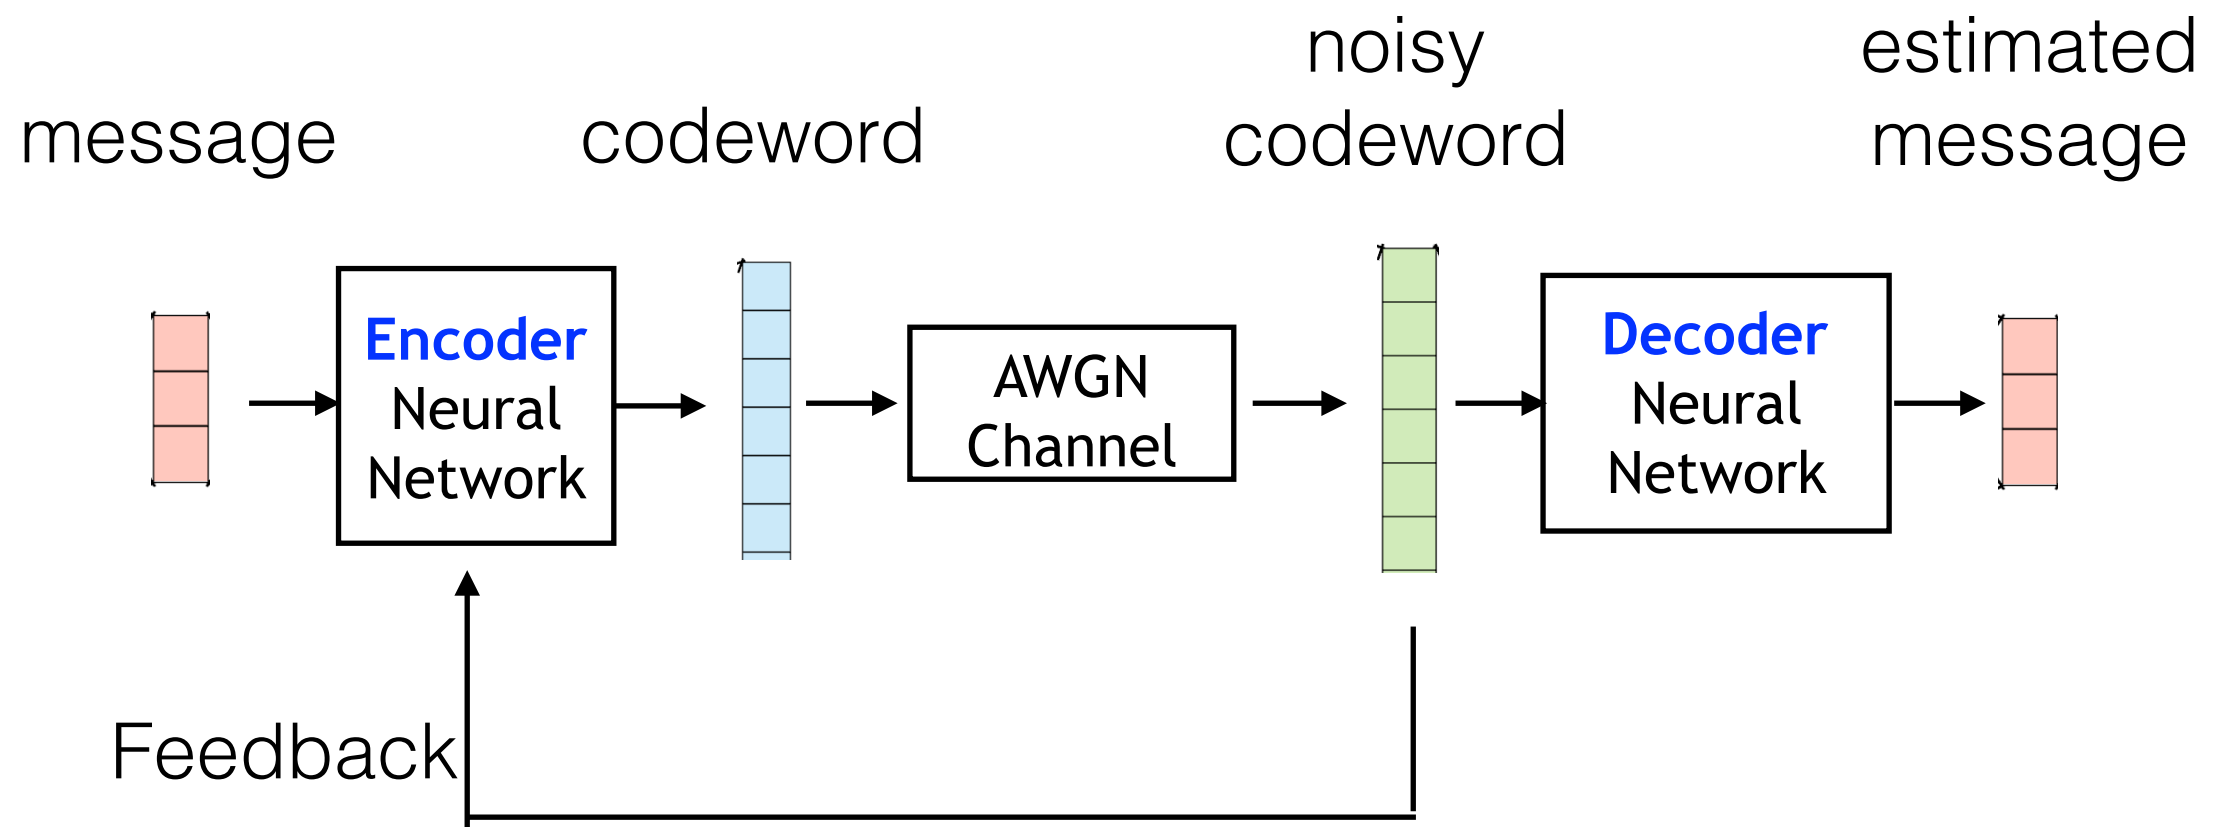 message
codeword
noisy
codeword
estimated
message
Encoder
Neural
Network
AWGN
Channel
Decoder
Neural
Network
Feedback